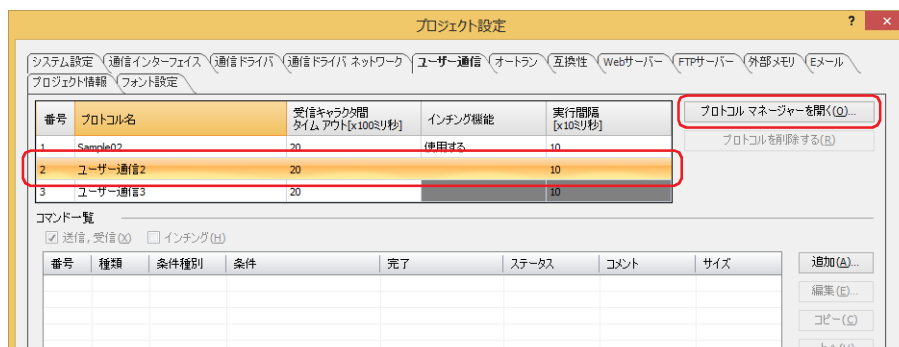 プロジェクト設定
? ×
システム設定 通信インターフェイス 通信ドライバ 通信ドライバ ネットワーク ユーザー通信 オートラン 互換性 Webサーバー FTPサーバー 外部メモリ Eメール
プロジェクト情報 フォント設定
番号 プロトコル名 受信キャラクタ間 タイム アウト[x100ミリ秒] インチング機能 実行間隔 [x10ミリ秒]
プロトコル マネージャーを開く(O)...
1 Sample02 20 使用する 10
プロトコルを削除する(R)
2 ユーザー通信2 20 10
3 ユーザー通信3 20 10
コマンド一覧
送信, 受信(X) インチング(H)
番号 種類 条件種別 条件 完了 ステータス コメント サイズ
追加(A)...
編集(E)...
コピー(C)